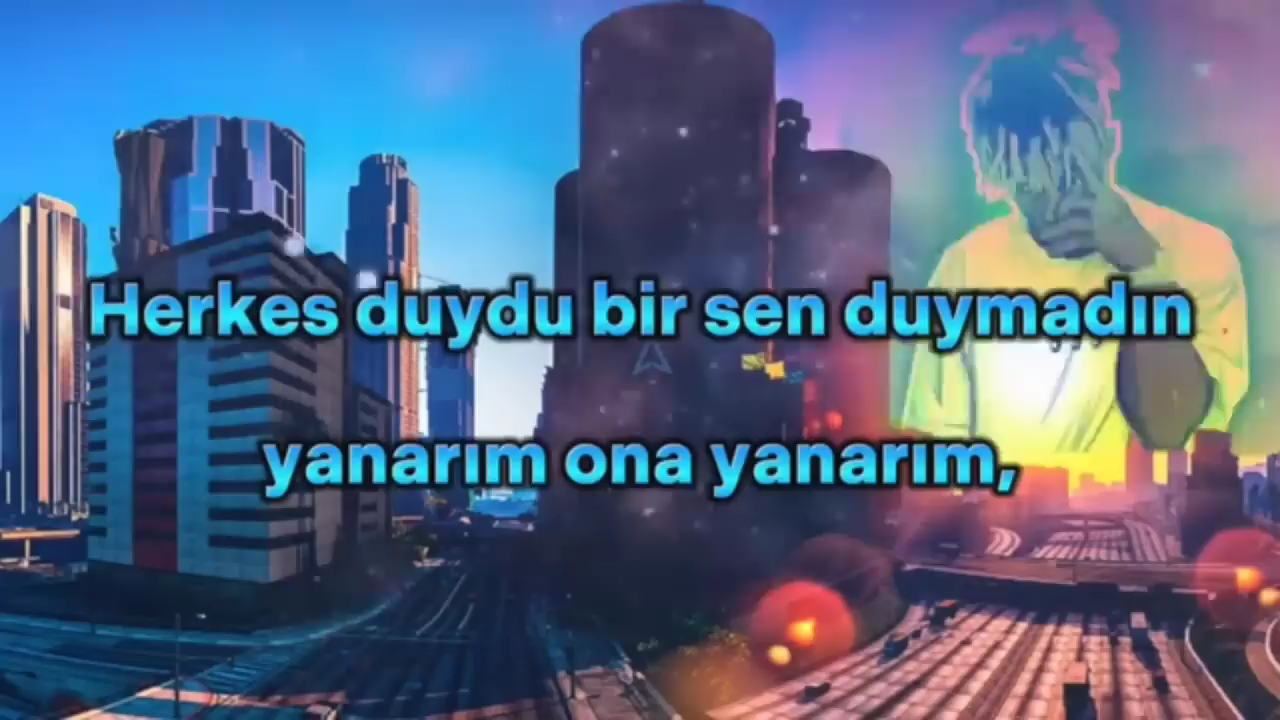 Herkes duydu bir sen duymadın
yanarım ona yanarım,